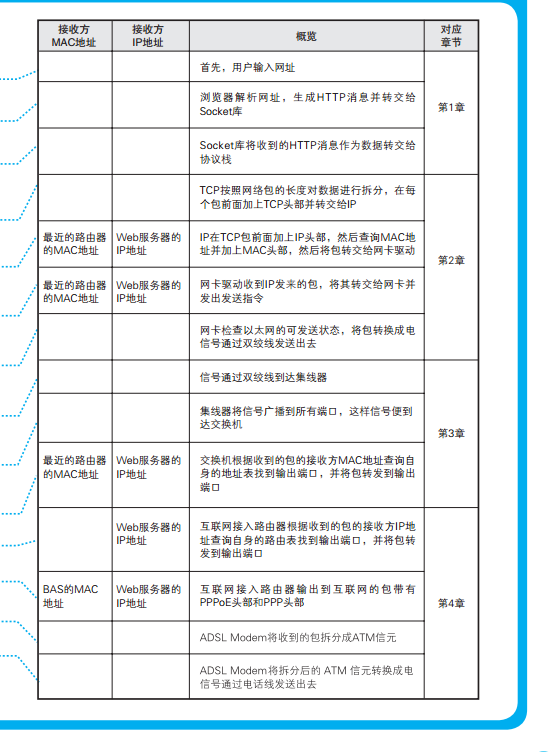 接收方
MAC地址
接收方
IP地址
概览
对应
章节
首先，用户输入网址
浏览器解析网址，生成HTTP消息并转交给
Socket库
Socket库将收到的HTTP消息作为数据转交给
协议栈
第1章
TCP按照网络包的长度对数据进行拆分，在每
个包前面加上TCP头部并转交给IP
最近的路由器
的MAC地址
Web服务器的
IP地址
IP在TCP包前面加上IP头部，然后查询MAC地
址并加上MAC头部，然后将包转交给网卡驱动
最近的路由器
的MAC地址
Web服务器的
IP地址
网卡驱动收到IP发来的包，将其转交给网卡并
发出发送指令
网卡检查以太网的可发送状态，将包转换成电
信号通过双绞线发送出去
第2章
信号通过双绞线到达集线器
集线器将信号广播到所有端口，这样信号便到
达交换机
最近的路由器
的MAC地址
Web服务器的
IP地址
交换机根据收到的包的接收方MAC地址查询自
身的地址表找到输出端口，并将包转发到输出
端口
第3章
Web服务器的
IP地址
互联网接入路由器根据收到的包的接收方IP地
址查询自身的路由表找到输出端口，并将包转
发到输出端口
BAS的MAC
地址
Web服务器的
IP地址
互联网接入路由器输出到互联网的包带有
PPPoE头部和PPP头部
ADSL Modem将收到的包拆分成ATM信元
ADSL Modem将拆分后的 ATM 信元转换成电
信号通过电话线发送出去
第4章